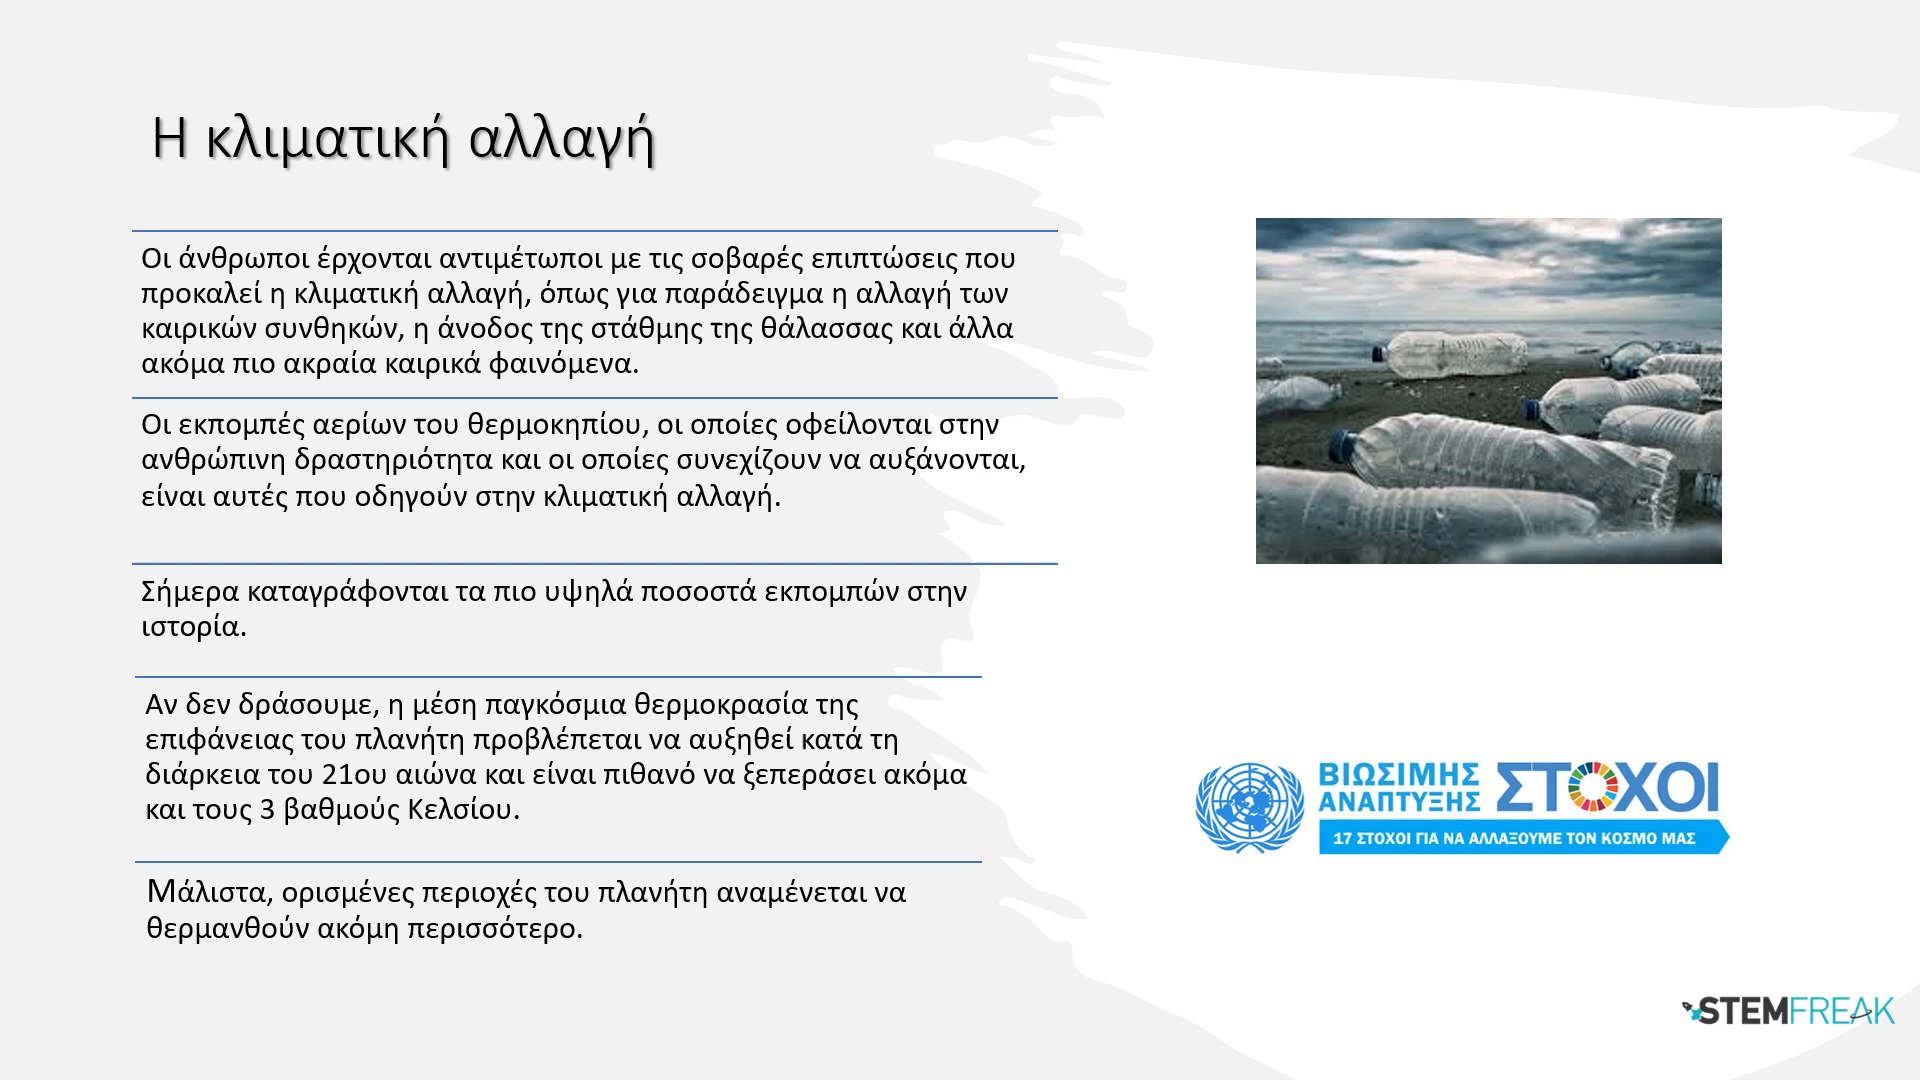 Η κλιματική αλλαγή
Οι άνθρωποι έρχονται αντιμέτωποι με τις σοβαρές επιπτώσεις που
προκαλεί η κλιματική αλλαγή, όπως για παράδειγμα η αλλαγή των
καιρικών συνθηκών, η άνοδος της στάθμης της θάλασσας και άλλα
ακόμα πιο ακραία καιρικά φαινόμενα.
Οι εκπομπές αερίων του θερμοκηπίου, οι οποίες οφείλονται στην
ανθρώπινη δραστηριότητα και οι οποίες συνεχίζουν να αυξάνονται,
είναι αυτές που οδηγούν στην κλιματική αλλαγή.
Σήμερα καταγράφονται τα πιο υψηλά ποσοστά εκπομπών στην
ιστορία.
Αν δεν δράσουμε, η μέση παγκόσμια θερμοκρασία της
επιφάνειας του πλανήτη προβλέπεται να αυξηθεί κατά τη
διάρκεια του 21ου αιώνα και είναι πιθανό να ξεπεράσει ακόμα
και τους 3 βαθμούς Κελσίου.
Μάλιστα, ορισμένες περιοχές του πλανήτη αναμένεται να
θερμανθούν ακόμη περισσότερο.
ΒΙΩΣΙΜΗΣ
ΑΝΑΠΤΥΞΗΣ
ΣΤΟΧΟΙ
17 ΣΤΟΧΟΙ ΓΙΑ ΝΑ ΑΛΛΑΞΟΥΜΕ ΤΟΝ ΚΟΣΜΟ ΜΑΣ
STEMFREAK